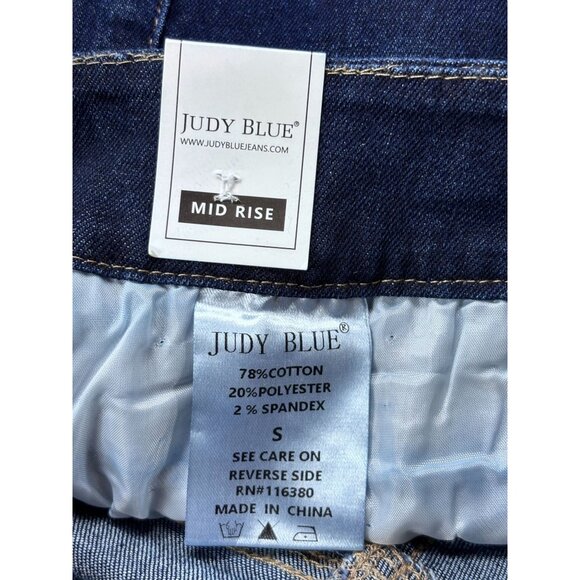 JUDY BLUE®
WWW.JUDYBLUEJEANS.COM
MID RISE
JUDY BLUE®
78%COTTON
20%POLYESTER
2 % SPANDEX
S
SEE CARE ON
REVERSE SIDE
RN#116380
MADE IN CHINA